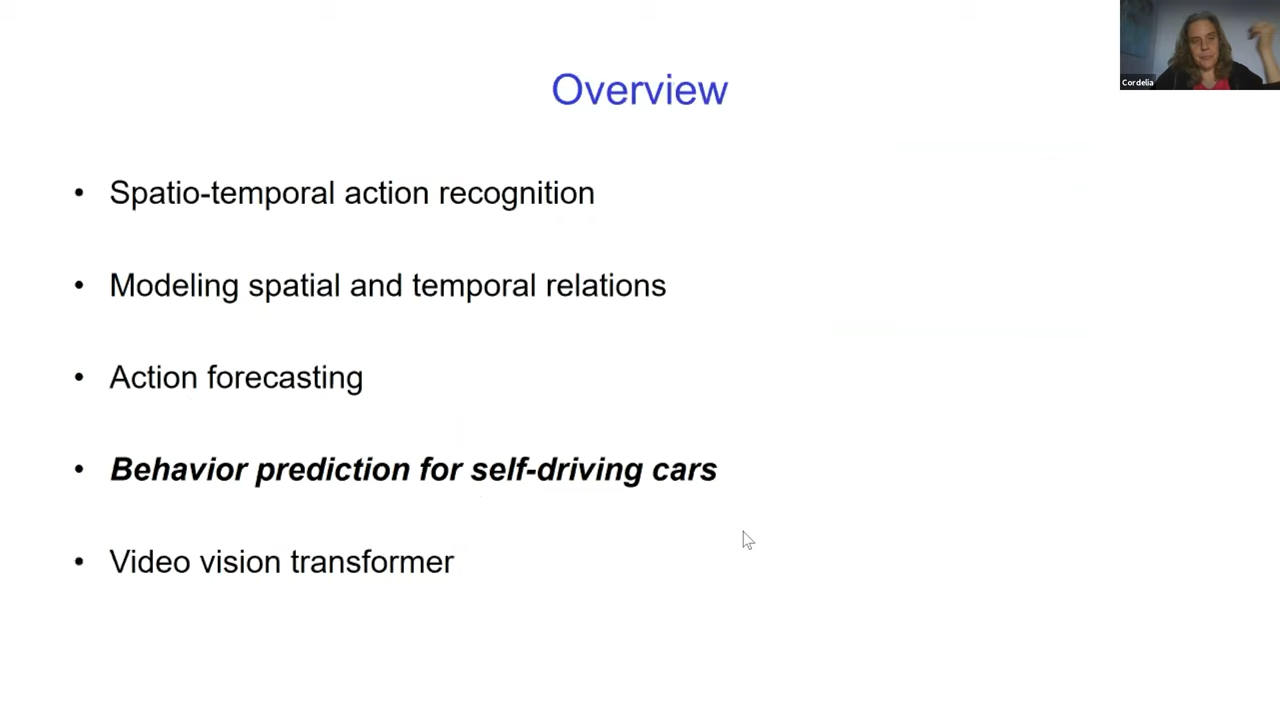 Cordelia
Overview
• Spatio-temporal action recognition
• Modeling spatial and temporal relations
• Action forecasting
• Behavior prediction for self-driving cars
• Video vision transformer